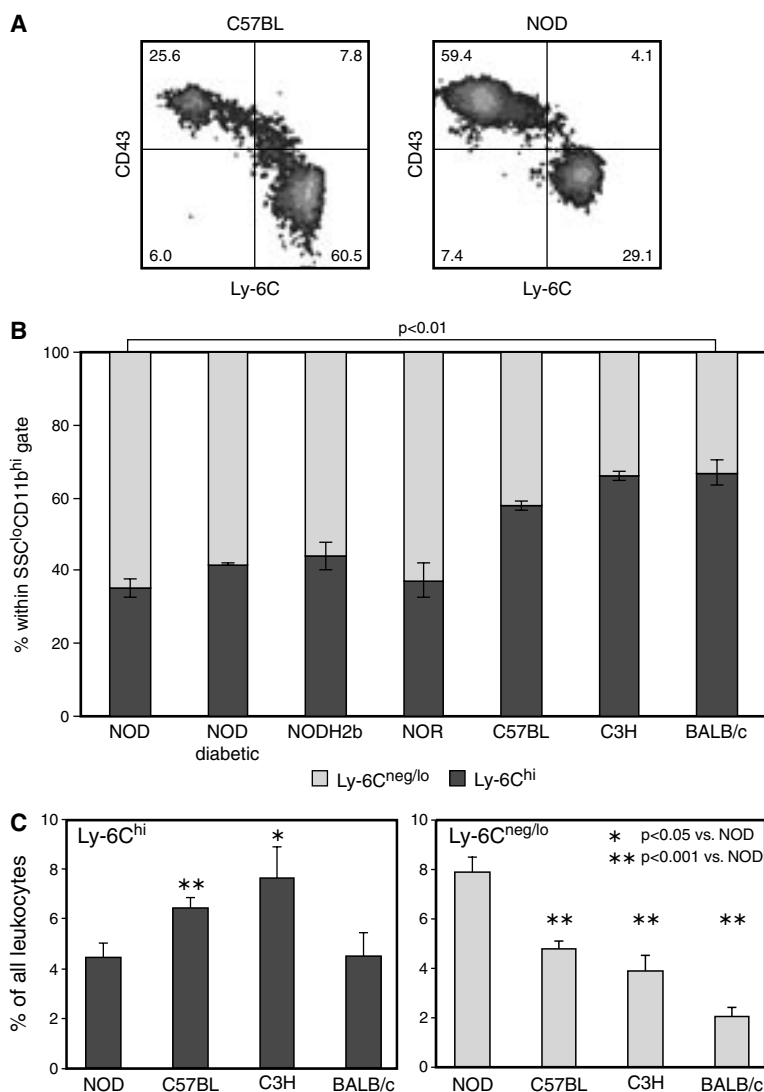 A
C57BL
NOD
25.6 7.8
59.4 4.1
CD43
CD43
6.0 60.5
7.4 29.1
Ly-6C
Ly-6C
B
p<0.01
100
80
60
40
20
0
% within SSC^loCD11b^hi gate
NOD
NOD diabetic
NODH2b
NOR
C57BL
C3H
BALB/c
Ly-6C^neg/lo
Ly-6C^hi
C
% of all leukocytes
Ly-6C^hi
10
8
6
4
2
0
**
*
NOD
C57BL
C3H
BALB/c
Ly-6C^neg/lo
* p<0.05 vs. NOD
** p<0.001 vs. NOD
10
8
6
4
2
0
**
**
**
NOD
C57BL
C3H
BALB/c